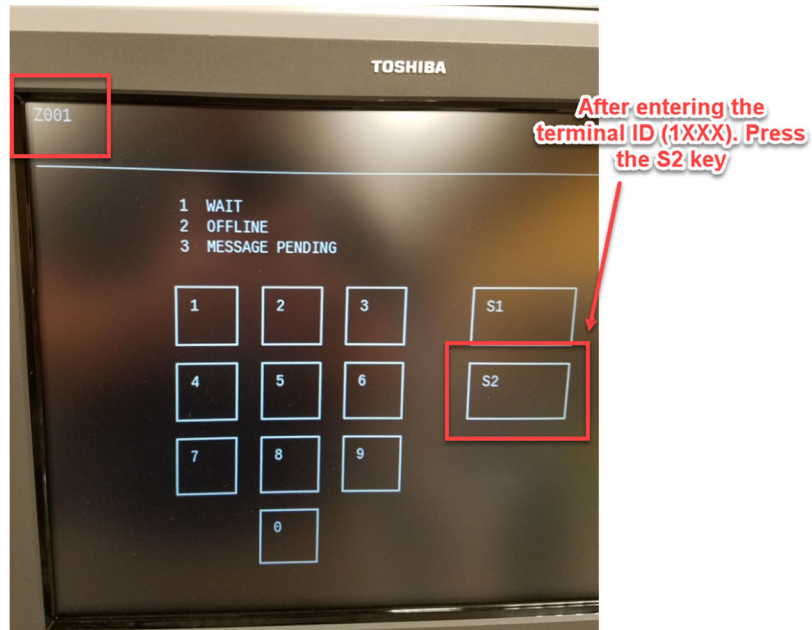 TOSHIBA
Z001
After entering the
terminal ID (1XXX). Press
the S2 key
1 WAIT
2 OFFLINE
3 MESSAGE PENDING
1 2 3 S1
4 5 6 S2
7 8 9
0